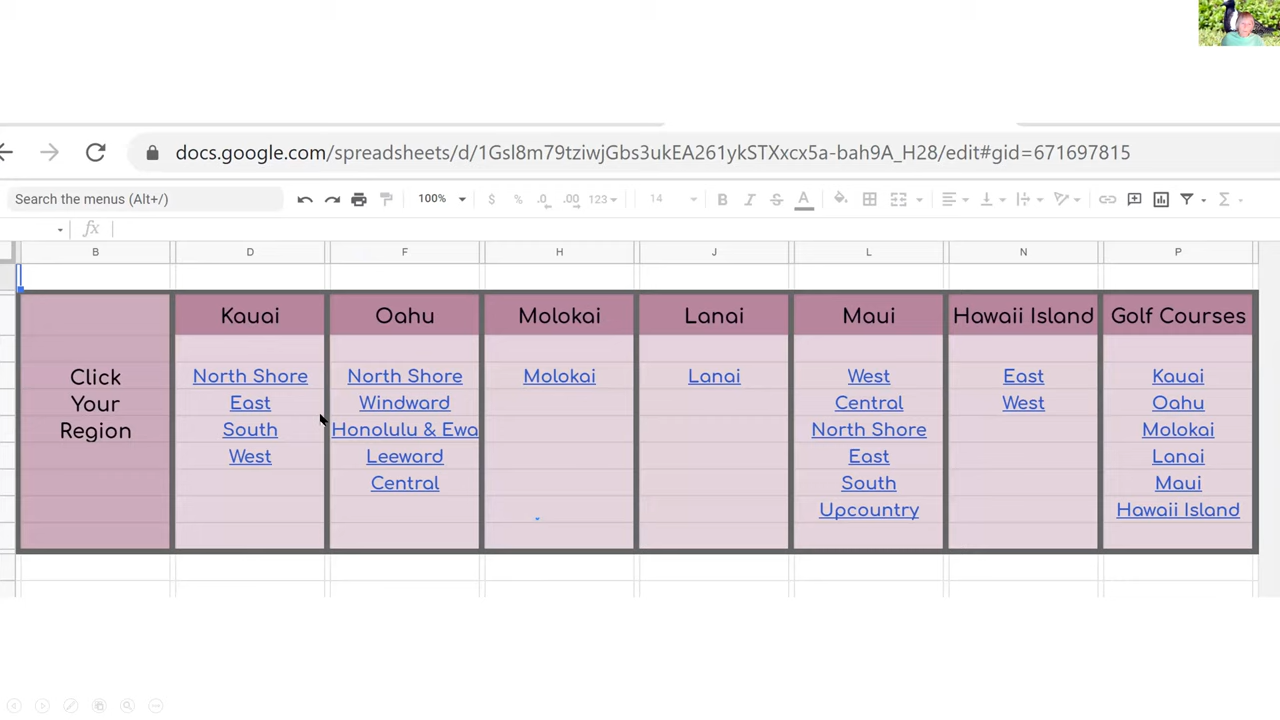 docs.google.com/spreadsheets/d/1Gsl8m79tziwjGbs3ukEA261ykSTXxcx5a-bah9A_H28/edit#gid=671697815
Search the menus (Alt+/) 100% $ % .0 .00 123 14 B I S A Σ
fx
B D F H J L N P
Kauai Oahu Molokai Lanai Maui Hawaii Island Golf Courses
Click North Shore North Shore Molokai Lanai West East Kauai
Your East Windward Central West Oahu
Region South Honolulu & Ewa North Shore Molokai
West Leeward East Lanai
Central South Maui
Upcountry Hawaii Island